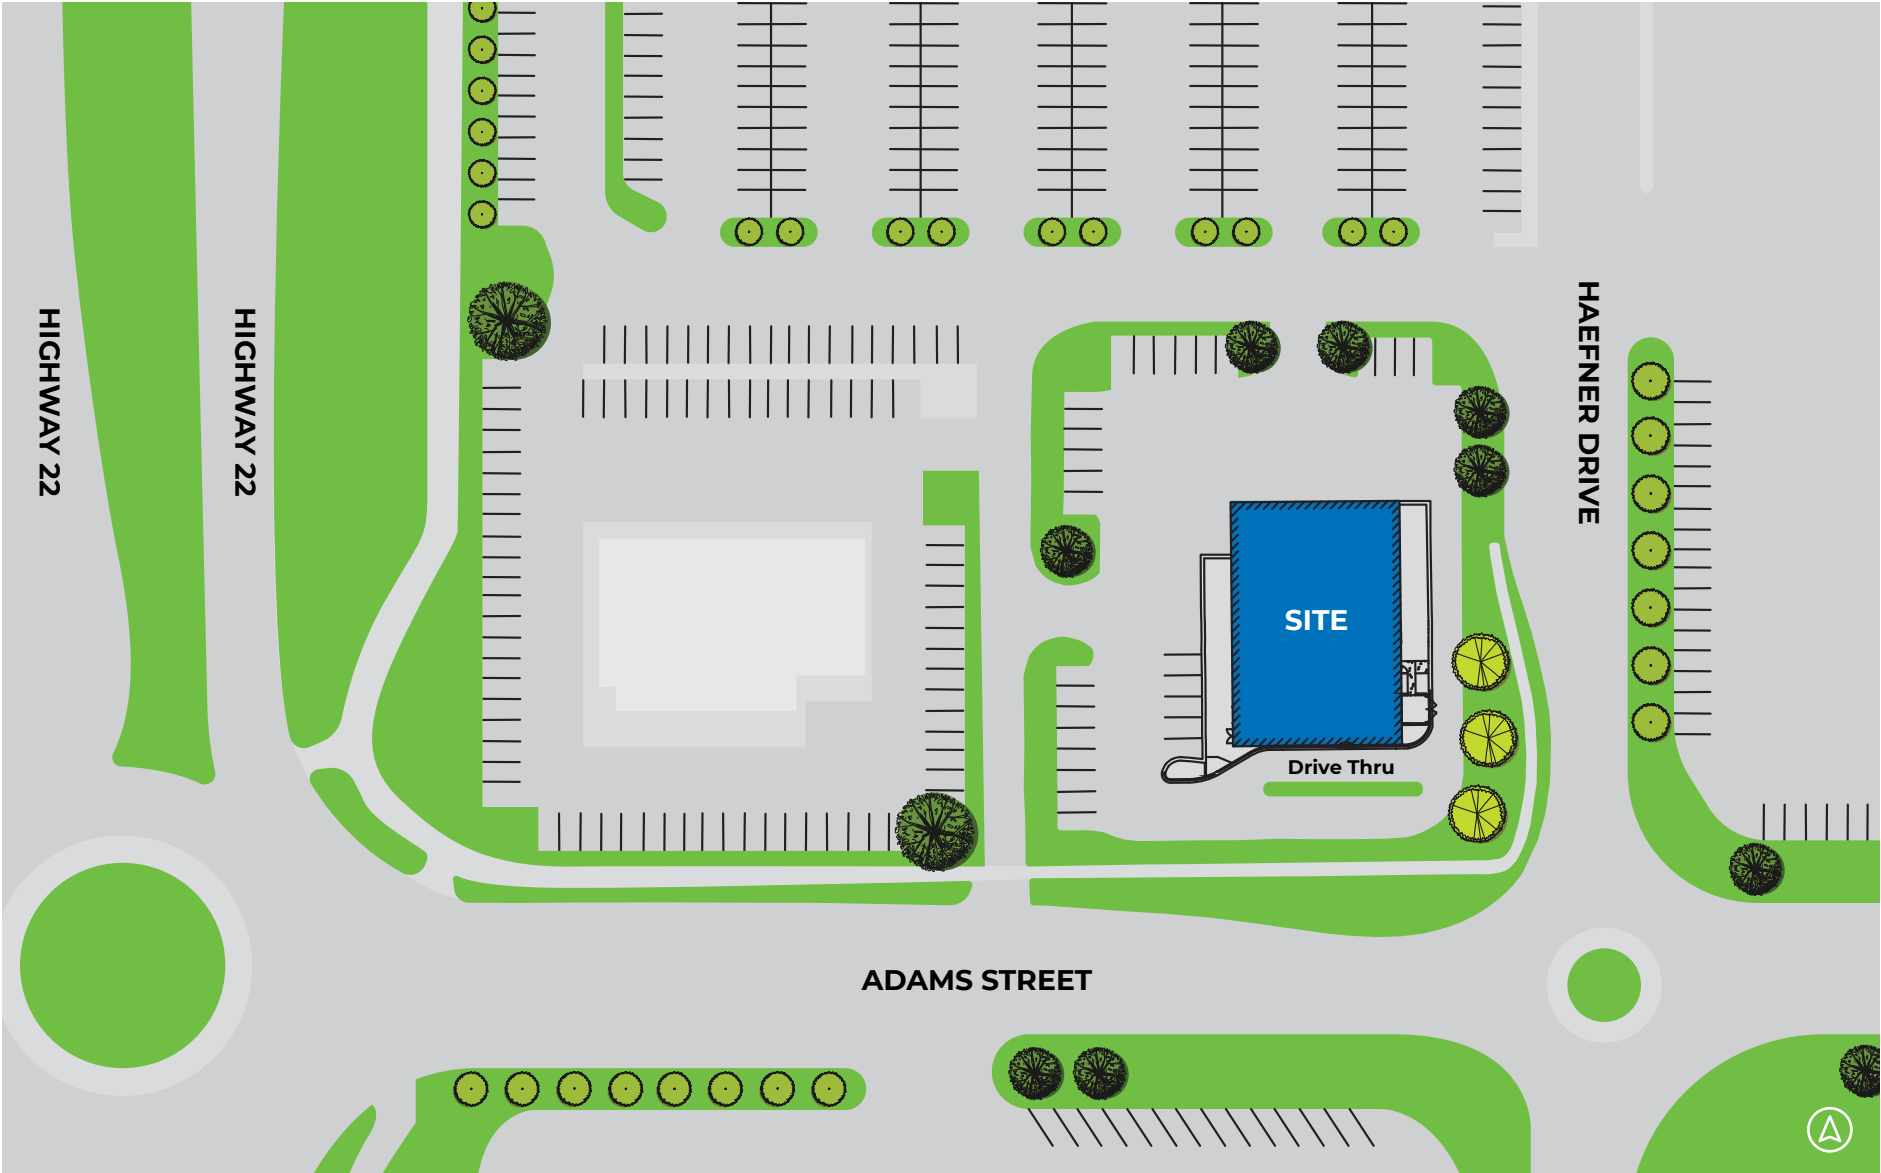 HIGHWAY 22
HIGHWAY 22
HAEFNER DRIVE
SITE
Drive Thru
ADAMS STREET